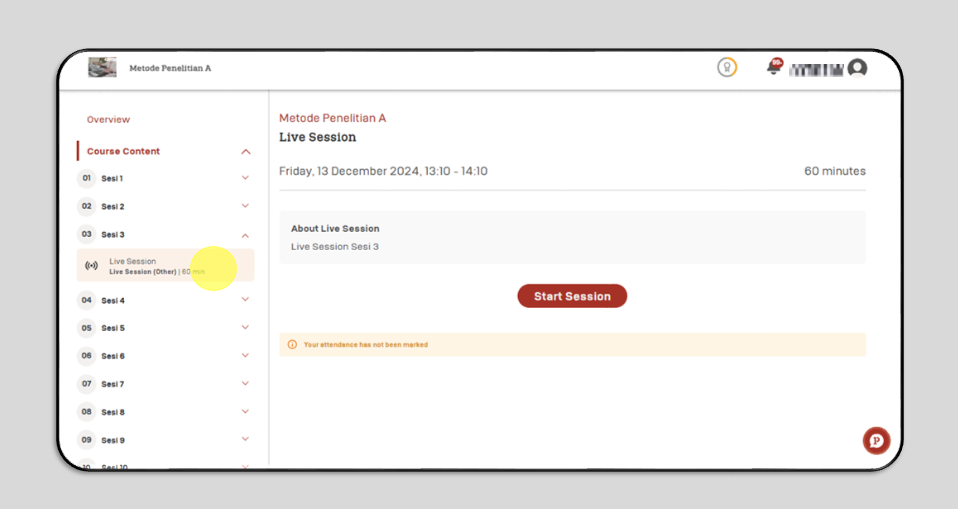 Metode Penelitian A
99+
Overview
Course Content
01 Sesi 1
02 Sesi 2
03 Sesi 3
Live Session
Live Session (Other) | 60 min
04 Sesi 4
05 Sesi 5
06 Sesi 6
07 Sesi 7
08 Sesi 8
09 Sesi 9
10 Sesi 10
Metode Penelitian A
Live Session
Friday, 13 December 2024, 13:10 - 14:10 60 minutes
About Live Session
Live Session Sesi 3
Start Session
Your attendance has not been marked
P